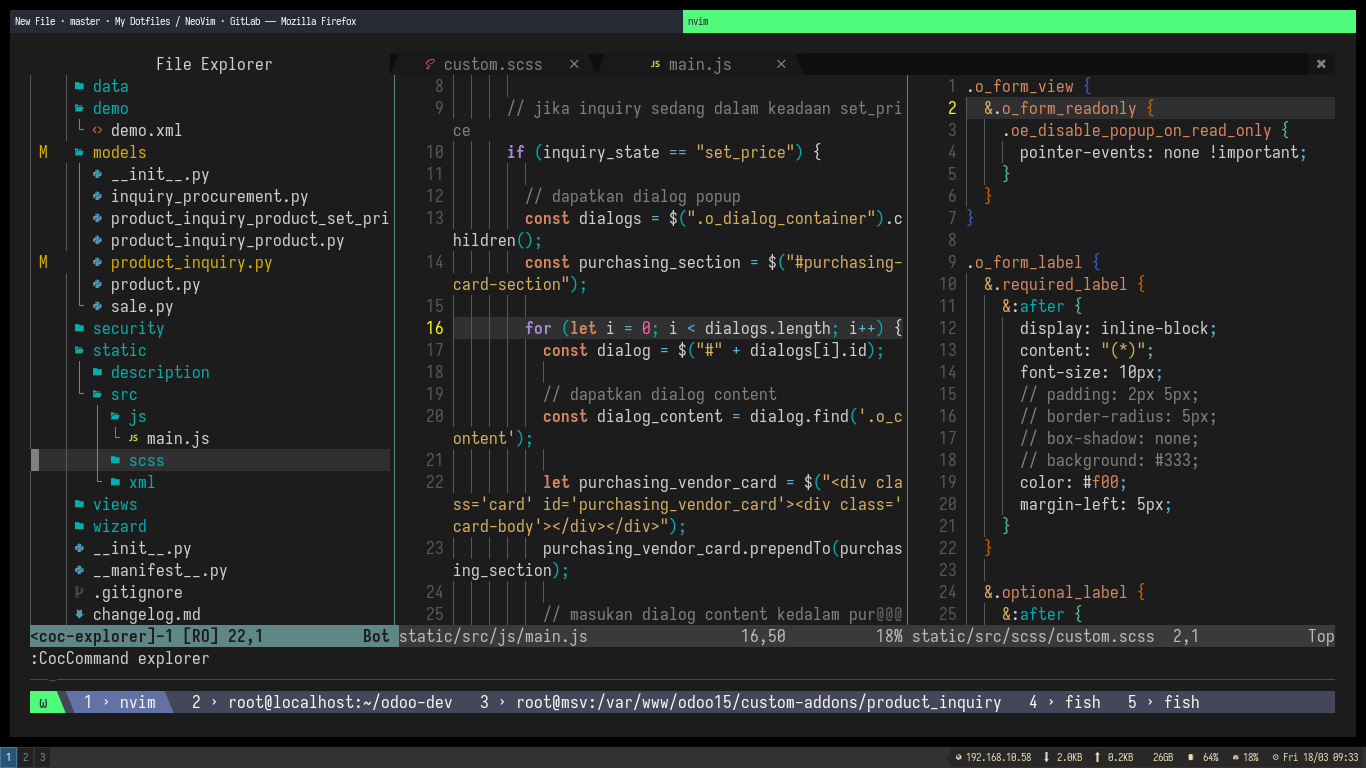 New File · master · My Dotfiles / NeoVim · GitLab — Mozilla Firefox
nvim
File Explorer
data
demo
<> demo.xml
M models
__init__.py
inquiry_procurement.py
product_inquiry_product_set_pri
product_inquiry_product.py
M product_inquiry.py
product.py
sale.py
security
static
description
src
js
JS main.js
scss
xml
views
wizard
__init__.py
__manifest__.py
.gitignore
changelog.md
<coc-explorer]-1 [RO] 22,1 Bot
custom.scss ×
JS main.js ×
✖
8
9 // jika inquiry sedang dalam keadaan set_pri
ce
10 if (inquiry_state == "set_price") {
11
12 // dapatkan dialog popup
13 const dialogs = $(".o_dialog_container").c
hildren();
14 const purchasing_section = $("#purchasing-
card-section");
15
16 for (let i = 0; i < dialogs.length; i++) {
17 const dialog = $("#" + dialogs[i].id);
18
19 // dapatkan dialog content
20 const dialog_content = dialog.find('.o_c
ontent');
21
22 let purchasing_vendor_card = $("<div cla
ss='card' id='purchasing_vendor_card'><div class='
card-body'></div></div>");
23 purchasing_vendor_card.prependTo(purchas
ing_section);
24
25 // masukan dialog content kedalam pur@@@
static/src/js/main.js 16,50 18%
1 .o_form_view {
2 &.o_form_readonly {
3 .oe_disable_popup_on_read_only {
4 pointer-events: none !important;
5 }
6 }
7 }
8
9 .o_form_label {
10 &.required_label {
11 &:after {
12 display: inline-block;
13 content: "(*)";
14 font-size: 10px;
15 // padding: 2px 5px;
16 // border-radius: 5px;
17 // box-shadow: none;
18 // background: #333;
19 color: #f00;
20 margin-left: 5px;
21 }
22 }
23
24 &.optional_label {
25 &:after {
static/src/scss/custom.scss 2,1 Top
:CocCommand explorer
ω 1 › nvim 2 › root@localhost:~/odoo-dev 3 › root@msv:/var/www/odoo15/custom-addons/product_inquiry 4 › fish 5 › fish
1 2 3 192.168.10.58 2.0KB 0.2KB 26GB 64% 18% Fri 18/03 09:33